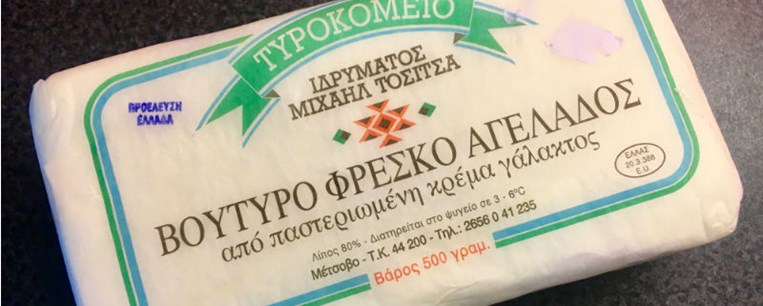 ΤΥΡΟΚΟΜΕΙΟ
ΙΔΡΥΜΑΤΟΣ
ΜΙΧΑΗΛ ΤΟΣΙΤΣΑ
ΠΡΟΕΛΕΥΣΗ
ΕΛΛΑΔΑ
ΒΟΥΤΥΡΟ ΦΡΕΣΚΟ ΑΓΕΛΑΔΟΣ
από παστεριωμένη κρέμα γάλακτος
ΕΛΛΑΣ
20.3.388
E.U.
Λίπος 80% - Διατηρείται στο ψυγείο σε 3 - 6°C
Μέτσοβο - Τ.Κ. 44 200 - Τηλ.: 2656 0 41 235
Βάρος 500 γραμ.